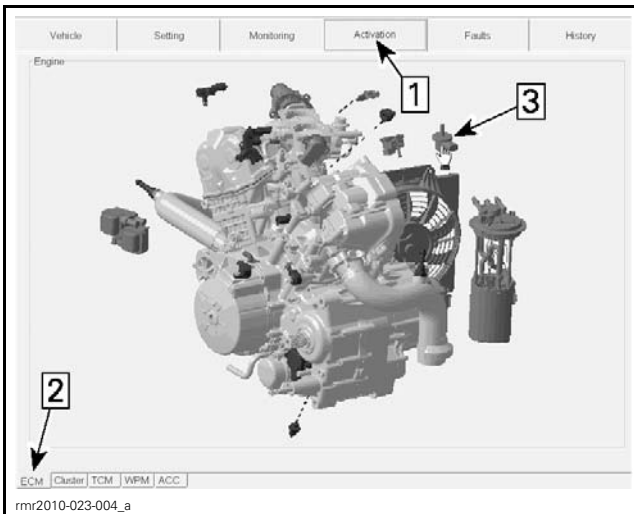 Vehicle Setting Monitoring Activation Faults History
Engine
1
3
2
ECM Cluster TCM WPM ACC
rmr2010-023-004_a